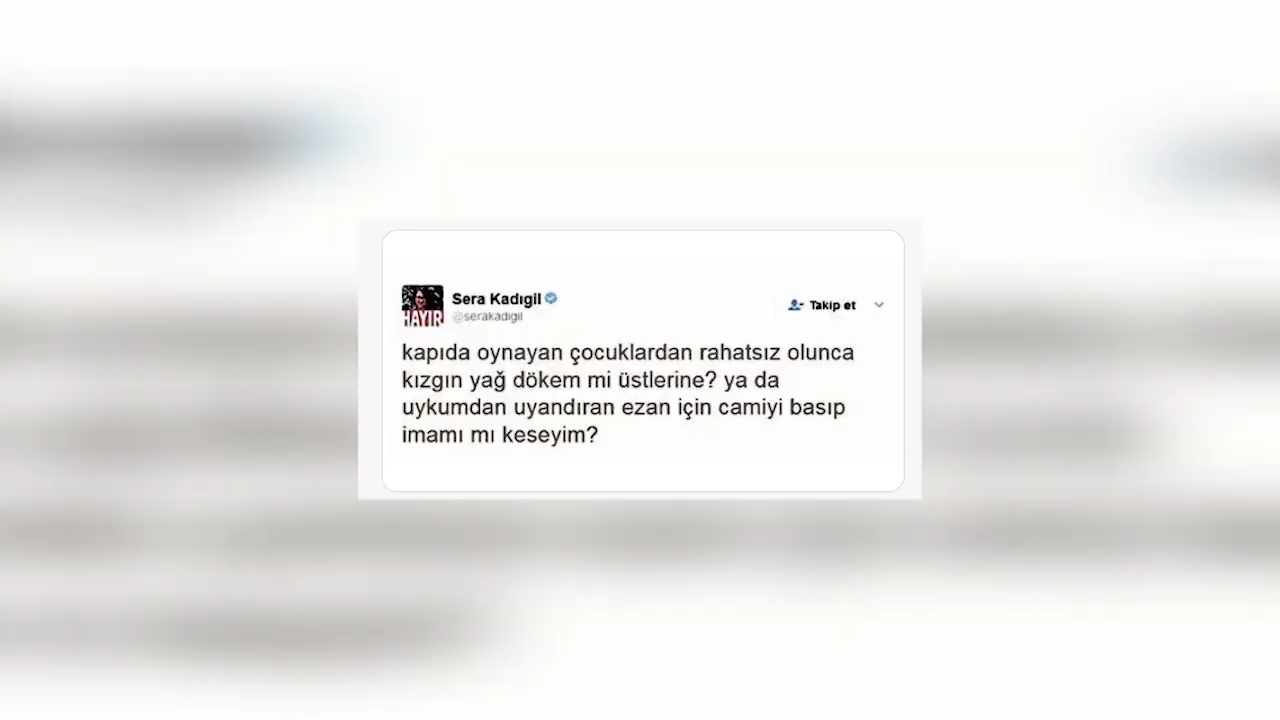 Sera Kadıgil
@serakadigil
Takip et
HAYIR
kapıda oynayan çocuklardan rahatsız olunca
kızgın yağ dökem mi üstlerine? ya da
uykumdan uyandıran ezan için camiyi basıp
imamı mı keseyim?